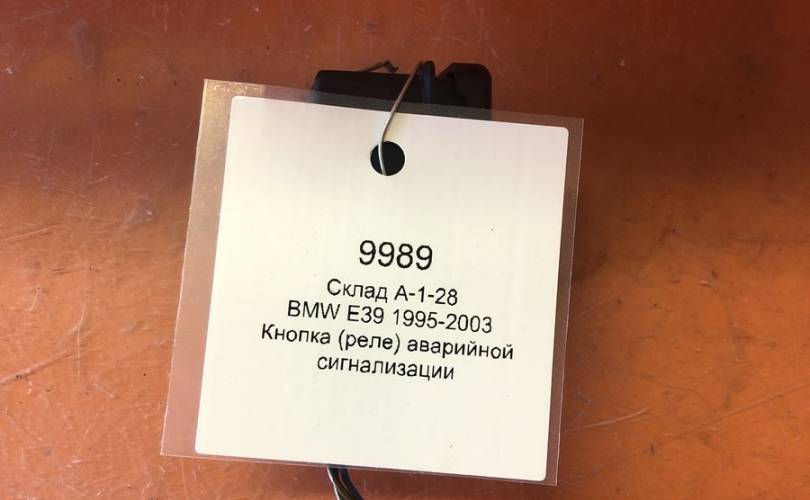 9989
Склад А-1-28
BMW E39 1995-2003
Кнопка (реле) аварийной
сигнализации